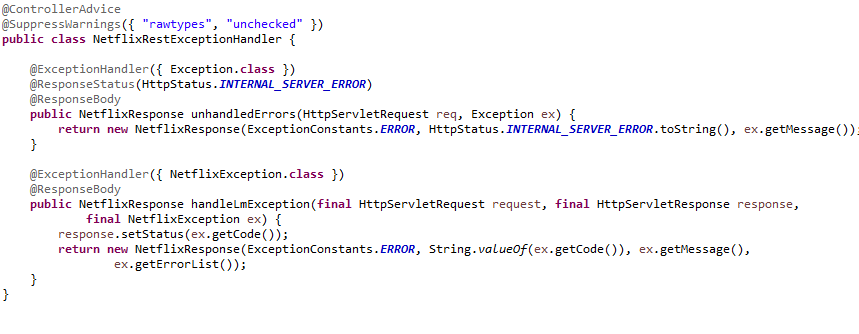 @ControllerAdvice
@SuppressWarnings({ "rawtypes", "unchecked" })
public class NetflixRestExceptionHandler {
@ExceptionHandler({ Exception.class })
@ResponseStatus(HttpStatus.INTERNAL_SERVER_ERROR)
@ResponseBody
public NetflixResponse unhandledErrors(HttpServletRequest req, Exception ex) {
return new NetflixResponse(ExceptionConstants.ERROR, HttpStatus.INTERNAL_SERVER_ERROR.toString(), ex.getMessage());
}
@ExceptionHandler({ NetflixException.class })
@ResponseBody
public NetflixResponse handleLmException(final HttpServletRequest request, final HttpServletResponse response,
final NetflixException ex) {
response.setStatus(ex.getCode());
return new NetflixResponse(ExceptionConstants.ERROR, String.valueOf(ex.getCode()), ex.getMessage(),
ex.getErrorList());
}
}